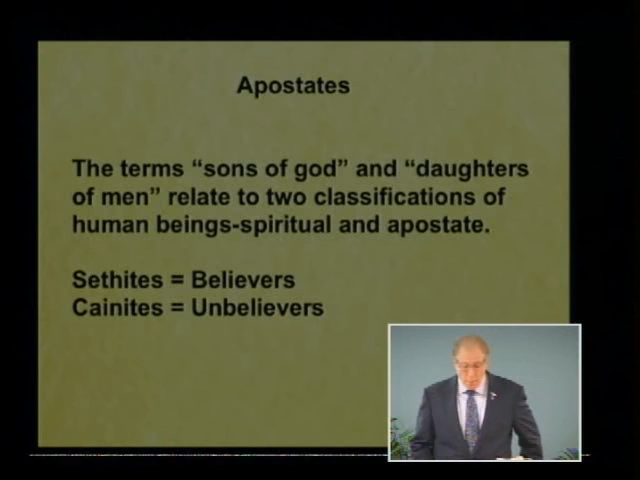 Apostates
The terms “sons of god” and “daughters
of men” relate to two classifications of
human beings-spiritual and apostate.
Sethites = Believers
Cainites = Unbelievers